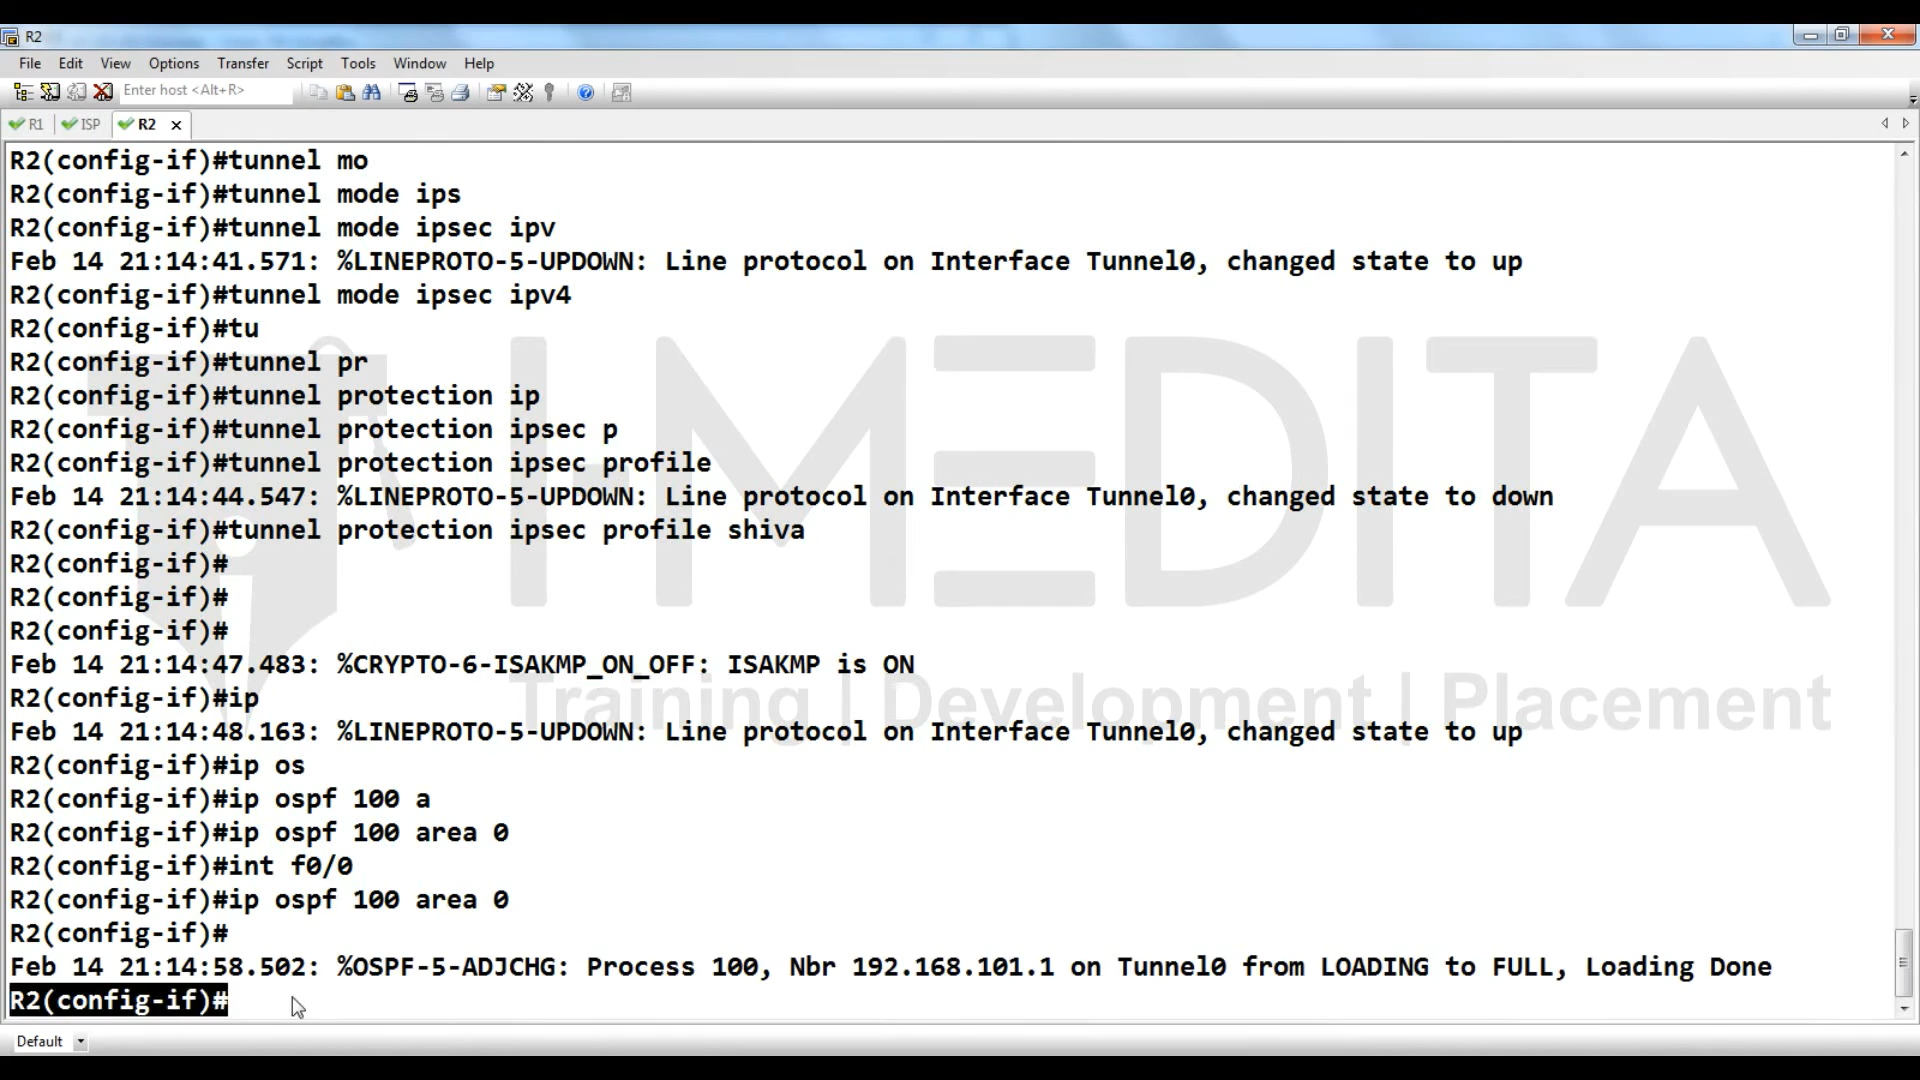 R2
File Edit View Options Transfer Script Tools Window Help
Enter host <Alt+R>
R1 ISP R2
R2(config-if)#tunnel mo
R2(config-if)#tunnel mode ips
R2(config-if)#tunnel mode ipsec ipv
Feb 14 21:14:41.571: %LINEPROTO-5-UPDOWN: Line protocol on Interface Tunnel0, changed state to up
R2(config-if)#tunnel mode ipsec ipv4
R2(config-if)#tu
R2(config-if)#tunnel pr
R2(config-if)#tunnel protection ip
R2(config-if)#tunnel protection ipsec p
R2(config-if)#tunnel protection ipsec profile
Feb 14 21:14:44.547: %LINEPROTO-5-UPDOWN: Line protocol on Interface Tunnel0, changed state to down
R2(config-if)#tunnel protection ipsec profile shiva
R2(config-if)#
R2(config-if)#
I-MEDITA
R2(config-if)#
Feb 14 21:14:47.483: %CRYPTO-6-ISAKMP_ON_OFF: ISAKMP is ON
R2(config-if)#ip
Training | Development | Placement
Feb 14 21:14:48.163: %LINEPROTO-5-UPDOWN: Line protocol on Interface Tunnel0, changed state to up
R2(config-if)#ip os
R2(config-if)#ip ospf 100 a
R2(config-if)#ip ospf 100 area 0
R2(config-if)#int f0/0
R2(config-if)#ip ospf 100 area 0
R2(config-if)#
Feb 14 21:14:58.502: %OSPF-5-ADJCHG: Process 100, Nbr 192.168.101.1 on Tunnel0 from LOADING to FULL, Loading Done
R2(config-if)#
Default